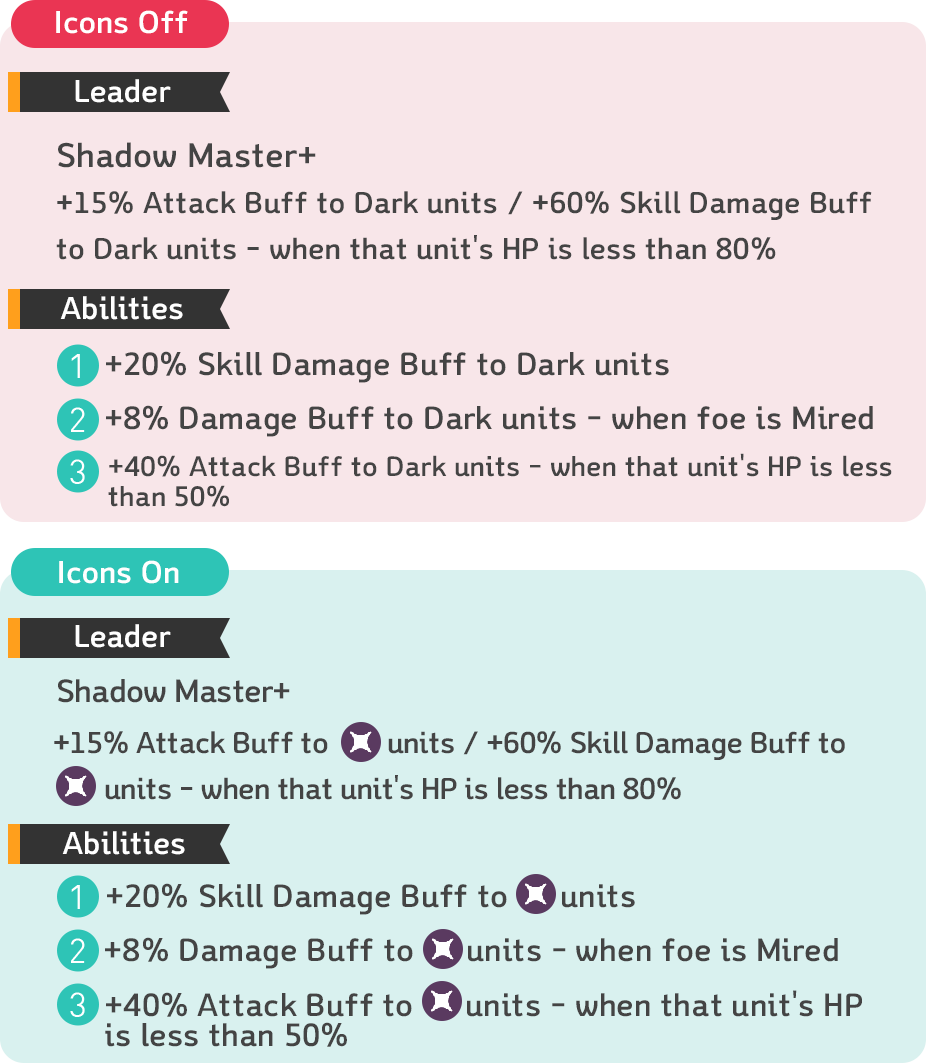 Icons Off
Leader
Shadow Master+
+15% Attack Buff to Dark units / +60% Skill Damage Buff
to Dark units - when that unit's HP is less than 80%
Abilities
1 +20% Skill Damage Buff to Dark units
2 +8% Damage Buff to Dark units - when foe is Mired
3 +40% Attack Buff to Dark units - when that unit's HP is less
than 50%
Icons On
Leader
Shadow Master+
+15% Attack Buff to units / +60% Skill Damage Buff to
units - when that unit's HP is less than 80%
Abilities
1 +20% Skill Damage Buff to units
2 +8% Damage Buff to units - when foe is Mired
3 +40% Attack Buff to units - when that unit's HP
is less than 50%